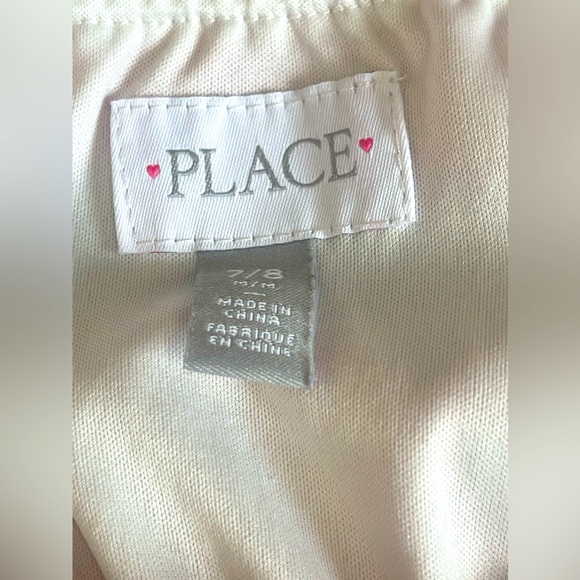 PLACE
7/8
M/M
MADE IN
CHINA
FABRIQUÉ
EN CHINE